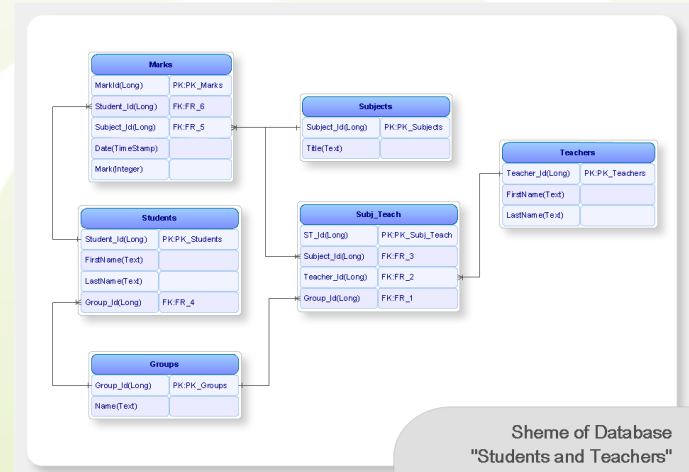 Marks
MarkId(Long) PK:PK_Marks
Student_Id(Long) FK:FR_6
Subject_Id(Long) FK:FR_5
Date(TimeStamp)
Mark(Integer)
Subjects
Subject_Id(Long) PK:PK_Subjects
Title(Text)
Teachers
Teacher_Id(Long) PK:PK_Teachers
FirstName(Text)
LastName(Text)
Students
Student_Id(Long) PK:PK_Students
FirstName(Text)
LastName(Text)
Group_Id(Long) FK:FR_4
Subj_Teach
ST_Id(Long) PK:PK_Subj_Teach
Subject_Id(Long) FK:FR_3
Teacher_Id(Long) FK:FR_2
Group_Id(Long) FK:FR_1
Groups
Group_Id(Long) PK:PK_Groups
Name(Text)
Sheme of Database
"Students and Teachers"